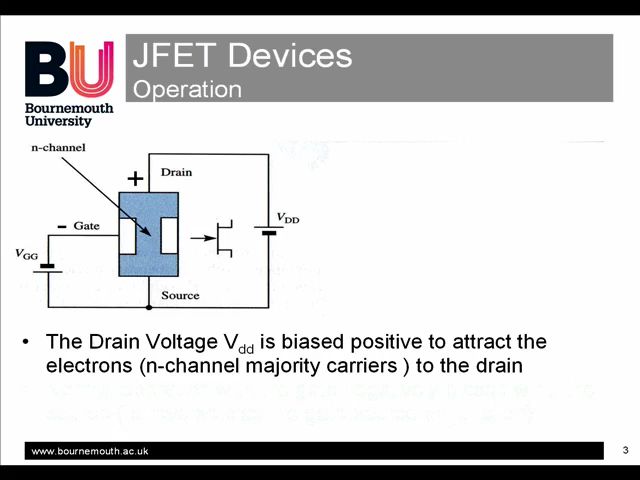 BU
Bournemouth
University
JFET Devices
Operation
n-channel
+
Drain
- Gate
VDD
VGG
Source
• The Drain Voltage Vdd is biased positive to attract the
electrons (n-channel majority carriers ) to the drain
www.bournemouth.ac.uk
3